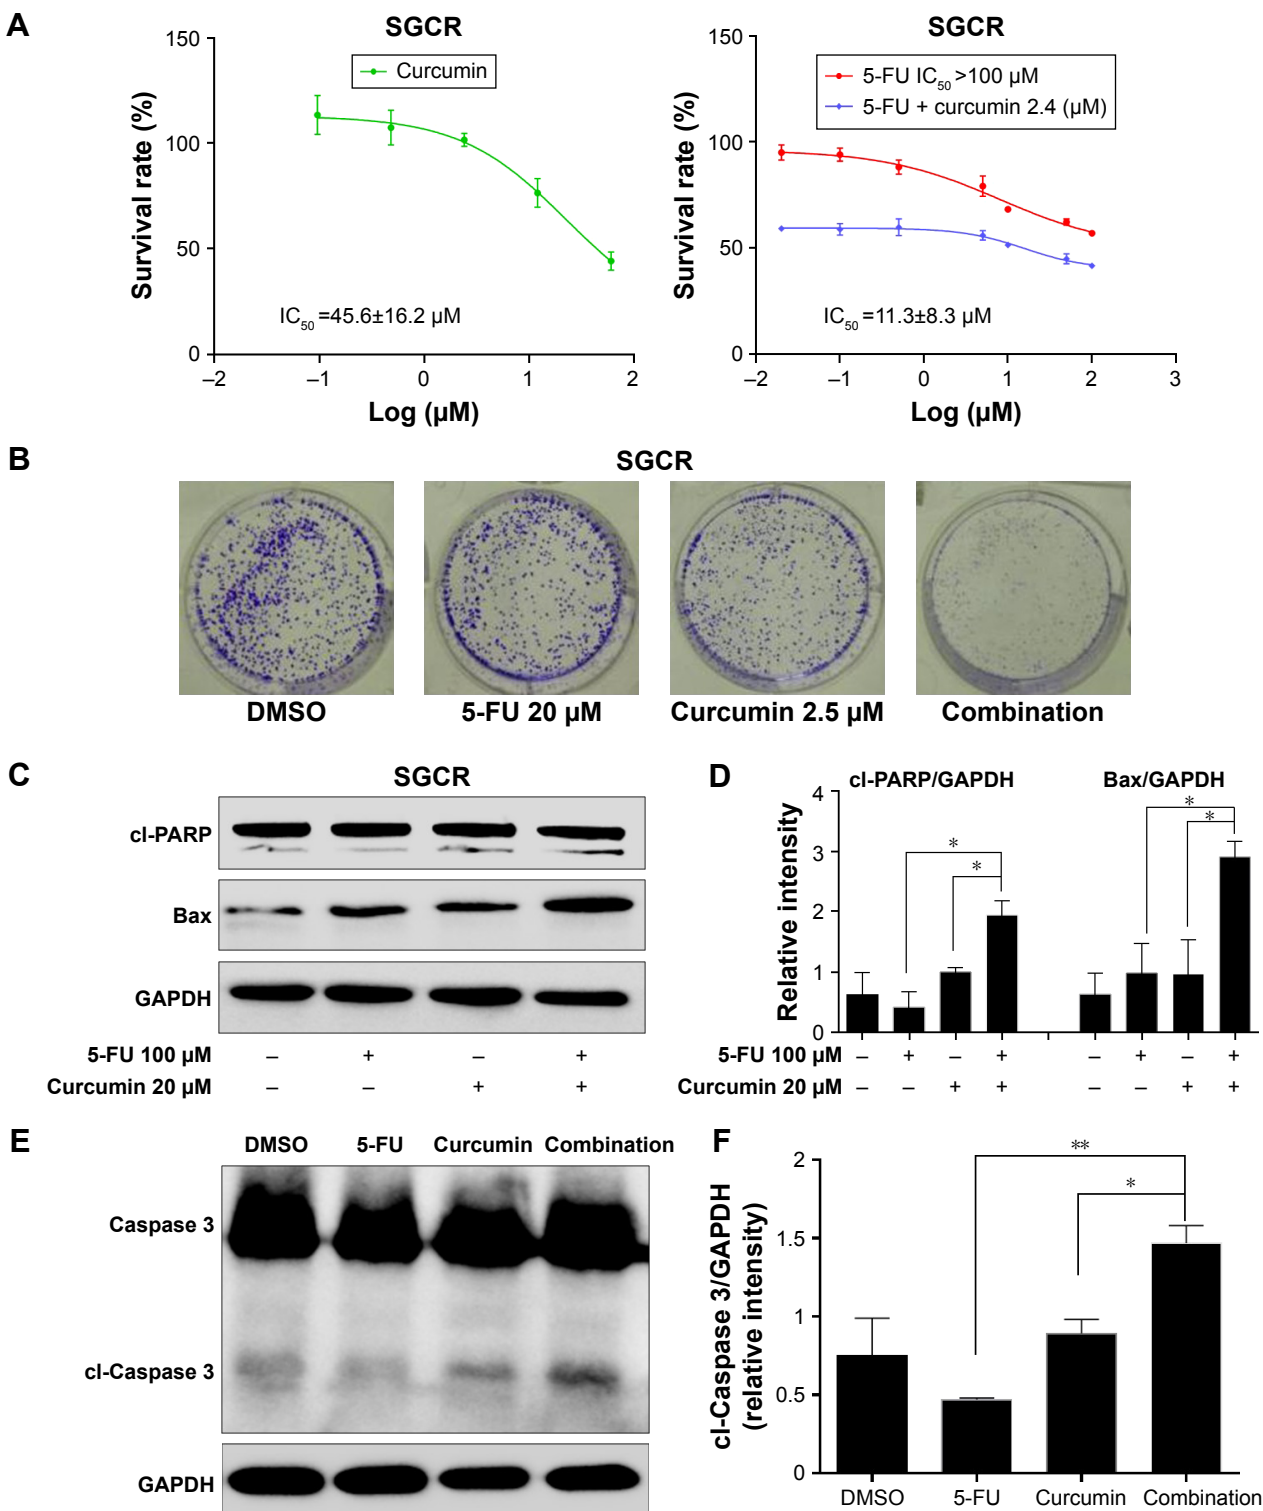 A
SGCR
150
100
50
0
Survival rate (%)
Curcumin
IC50 =45.6±16.2 µM
–2 –1 0 1 2
Log (µM)
SGCR
150
100
50
0
Survival rate (%)
5-FU IC50 >100 µM
5-FU + curcumin 2.4 (µM)
IC50 =11.3±8.3 µM
–2 –1 0 1 2 3
Log (µM)
B
SGCR
DMSO 5-FU 20 µM Curcumin 2.5 µM Combination
C
SGCR
cl-PARP
Bax
GAPDH
5-FU 100 µM – + – +
Curcumin 20 µM – – + +
D
cl-PARP/GAPDH Bax/GAPDH
Relative intensity
4
3
2
1
0
* * * *
5-FU 100 µM – + – + – + – +
Curcumin 20 µM – – + + – – + +
E
DMSO 5-FU Curcumin Combination
Caspase 3
cl-Caspase 3
GAPDH
F
cl-Caspase 3/GAPDH
(relative intensity)
2
1.5
1
0.5
0
**
*
DMSO 5-FU Curcumin Combination